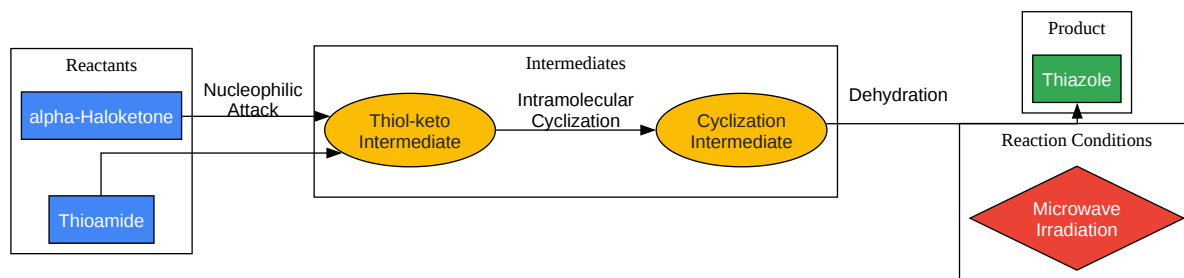 Reactants
alpha-Haloketone
Thioamide
Nucleophilic
Attack
Intermediates
Thiol-keto
Intermediate
Intramolecular
Cyclization
Cyclization
Intermediate
Dehydration
Product
Thiazole
Reaction Conditions
Microwave
Irradiation